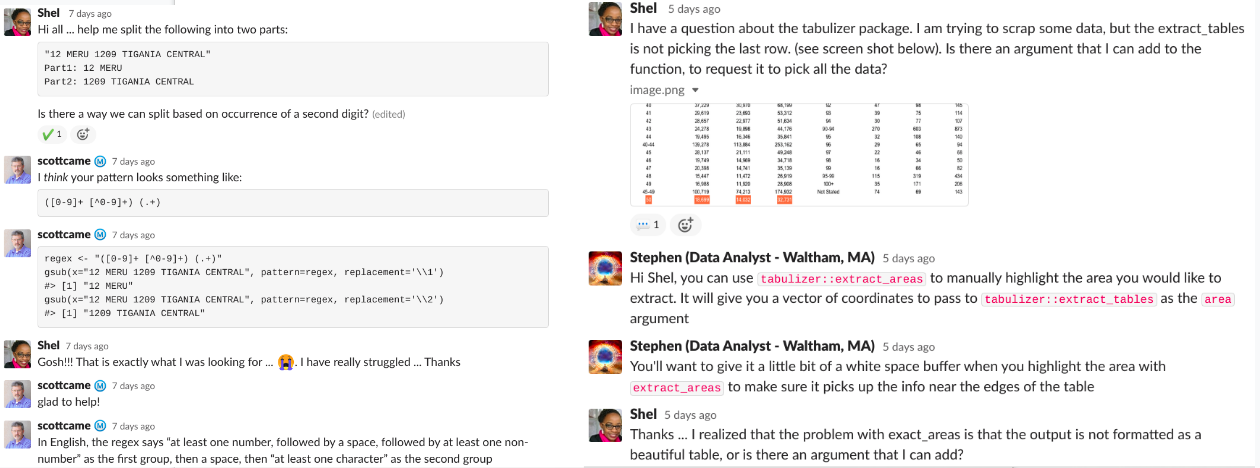 Shel 7 days ago
Hi all ... help me split the following into two parts:
"12 MERU 1209 TIGANIA CENTRAL"
Part1: 12 MERU
Part2: 1209 TIGANIA CENTRAL
Is there a way we can split based on occurrence of a second digit? (edited)
1
scottcame M 7 days ago
I think your pattern looks something like:
([0-9]+ [^0-9]+) (.+)
scottcame M 7 days ago
regex <- "([0-9]+ [^0-9]+) (.+)"
gsub(x="12 MERU 1209 TIGANIA CENTRAL", pattern=regex, replacement='\\1')
#> [1] "12 MERU"
gsub(x="12 MERU 1209 TIGANIA CENTRAL", pattern=regex, replacement='\\2')
#> [1] "1209 TIGANIA CENTRAL"
Shel 7 days ago
Gosh!!! That is exactly what I was looking for ... . I have really struggled ... Thanks
scottcame M 7 days ago
glad to help!
scottcame M 7 days ago
In English, the regex says "at least one number, followed by a space, followed by at least one non-
number" as the first group, then a space, then "at least one character" as the second group
Shel 5 days ago
I have a question about the tabulizer package. I am trying to scrap some data, but the extract_tables
is not picking the last row. (see screen shot below). Is there an argument that I can add to the
function, to request it to pick all the data?
image.png
1
Stephen (Data Analyst - Waltham, MA) 5 days ago
Hi Shel, you can use tabulizer::extract_areas to manually highlight the area you would like to
extract. It will give you a vector of coordinates to pass to tabulizer::extract_tables as the area
argument
Stephen (Data Analyst - Waltham, MA) 5 days ago
You'll want to give it a little bit of a white space buffer when you highlight the area with
extract_areas to make sure it picks up the info near the edges of the table
Shel 5 days ago
Thanks ... I realized that the problem with exact_areas is that the output is not formatted as a
beautiful table, or is there an argument that I can add?